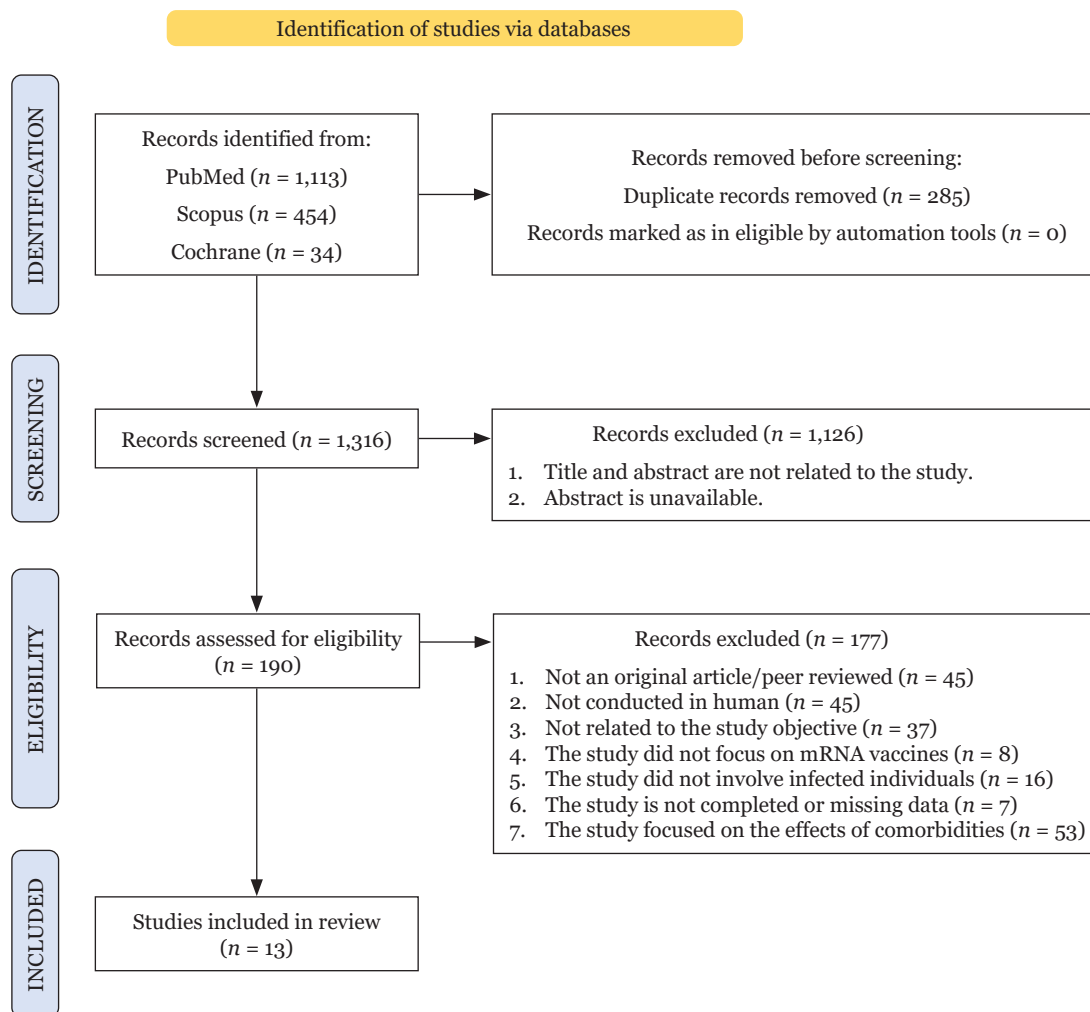 Identification of studies via databases
IDENTIFICATION
Records identified from:
PubMed (n = 1,113)
Scopus (n = 454)
Cochrane (n = 34)
Records removed before screening:
Duplicate records removed (n = 285)
Records marked as in eligible by automation tools (n = 0)
SCREENING
Records screened (n = 1,316)
Records excluded (n = 1,126)
1. Title and abstract are not related to the study.
2. Abstract is unavailable.
ELIGIBILITY
Records assessed for eligibility
(n = 190)
Records excluded (n = 177)
1. Not an original article/peer reviewed (n = 45)
2. Not conducted in human (n = 45)
3. Not related to the study objective (n = 37)
4. The study did not focus on mRNA vaccines (n = 8)
5. The study did not involve infected individuals (n = 16)
6. The study is not completed or missing data (n = 7)
7. The study focused on the effects of comorbidities (n = 53)
INCLUDED
Studies included in review
(n = 13)